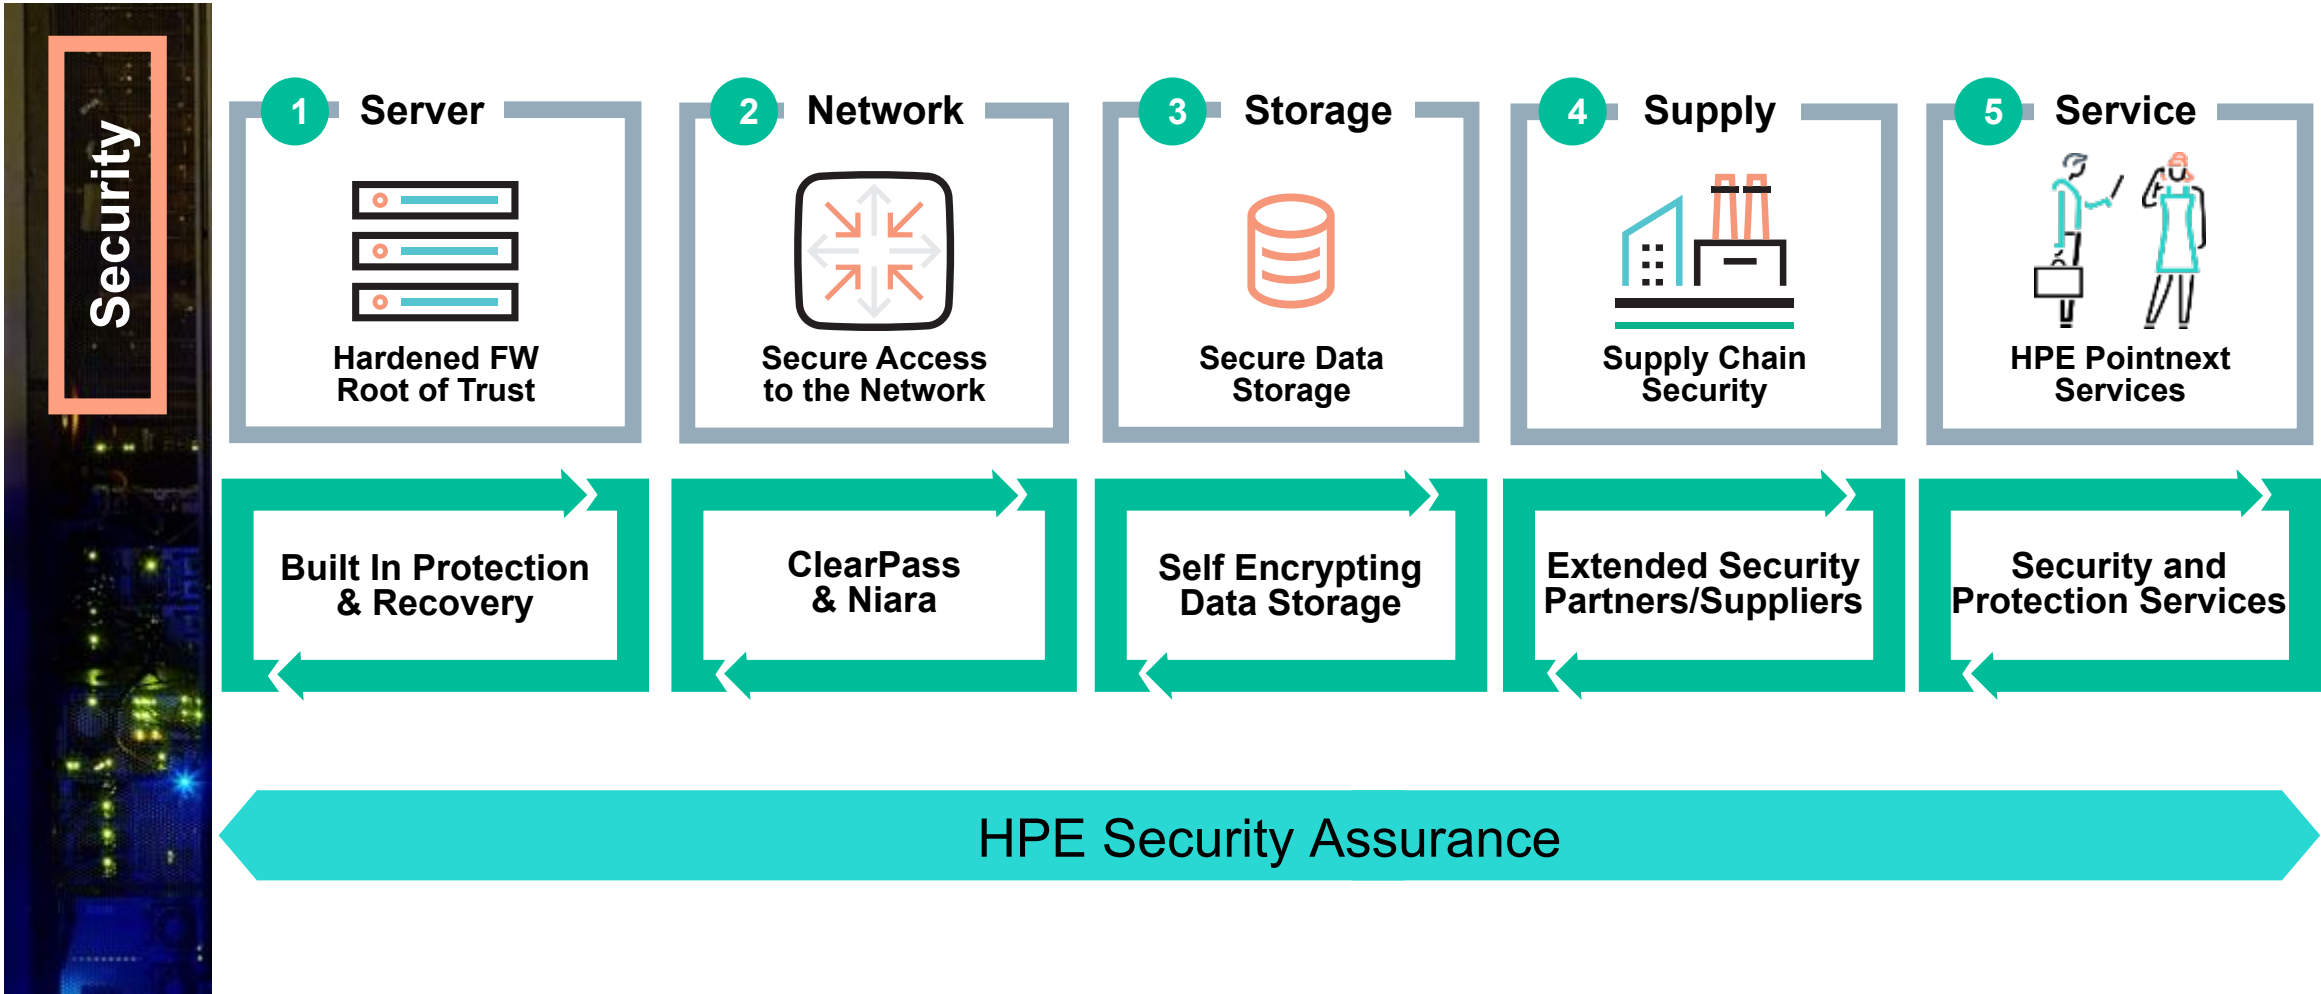 Security
1 Server
Hardened FW
Root of Trust
2 Network
Secure Access
to the Network
3 Storage
Secure Data
Storage
4 Supply
Supply Chain
Security
5 Service
HPE Pointnext
Services
Built In Protection
& Recovery
ClearPass
& Niara
Self Encrypting
Data Storage
Extended Security
Partners/Suppliers
Security and
Protection Services
HPE Security Assurance